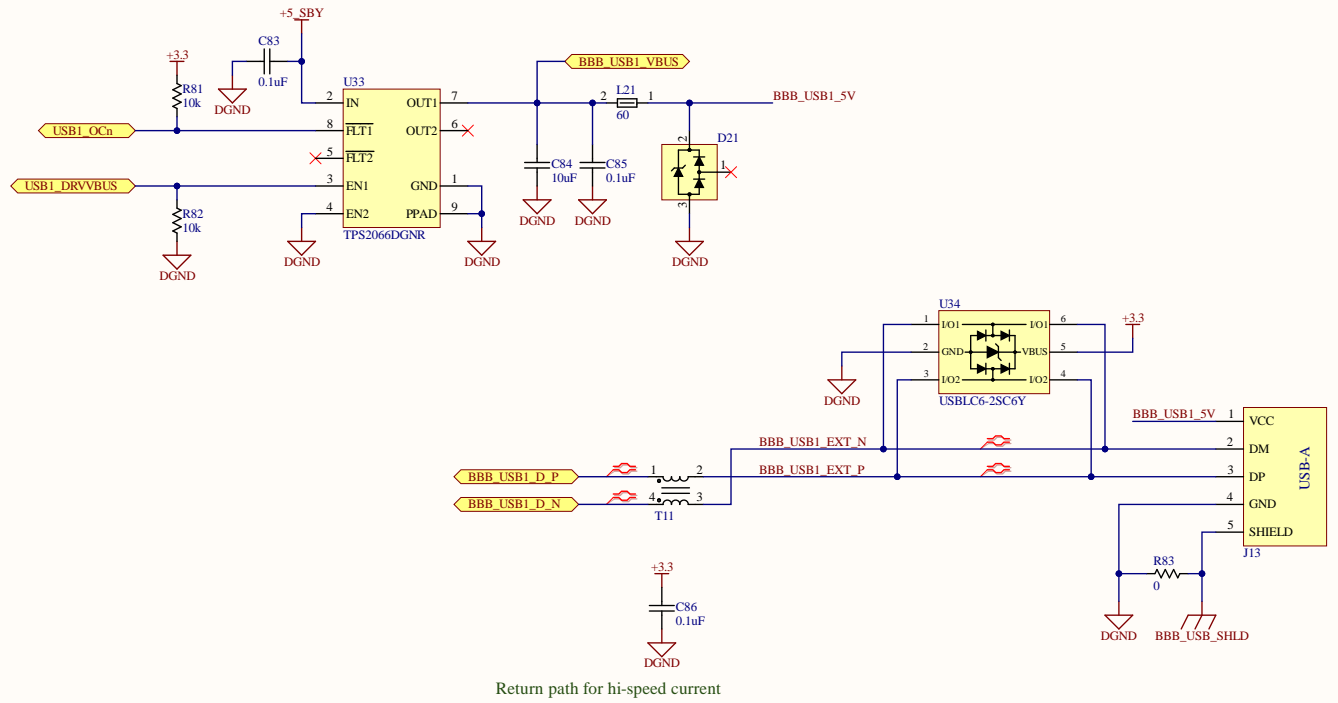 +5_SBY
C83
0.1uF
DGND
+3.3
R81
10k
USB1_OCn
USB1_DRVVBUS
R82
10k
DGND
U33
2 IN OUT1 7
8 FLT1 OUT2 6
5 FLT2
3 EN1 GND 1
4 EN2 PPAD 9
TPS2066DGNR
DGND
DGND
BBB_USB1_VBUS
2 L21 1
60
BBB_USB1_5V
C84
10uF
DGND
C85
0.1uF
DGND
D21
2
1
3
DGND
U34
1 I/O1 I/O1 6
2 GND VBUS 5
3 I/O2 I/O2 4
USBLC6-2SC6Y
+3.3
DGND
BBB_USB1_D_P
BBB_USB1_D_N
1 2
4 3
T11
BBB_USB1_EXT_N
BBB_USB1_EXT_P
BBB_USB1_5V
1 VCC
2 DM
3 DP
4 GND
5 SHIELD
USB-A
J13
R83
0
DGND
BBB_USB_SHLD
+3.3
C86
0.1uF
DGND
Return path for hi-speed current